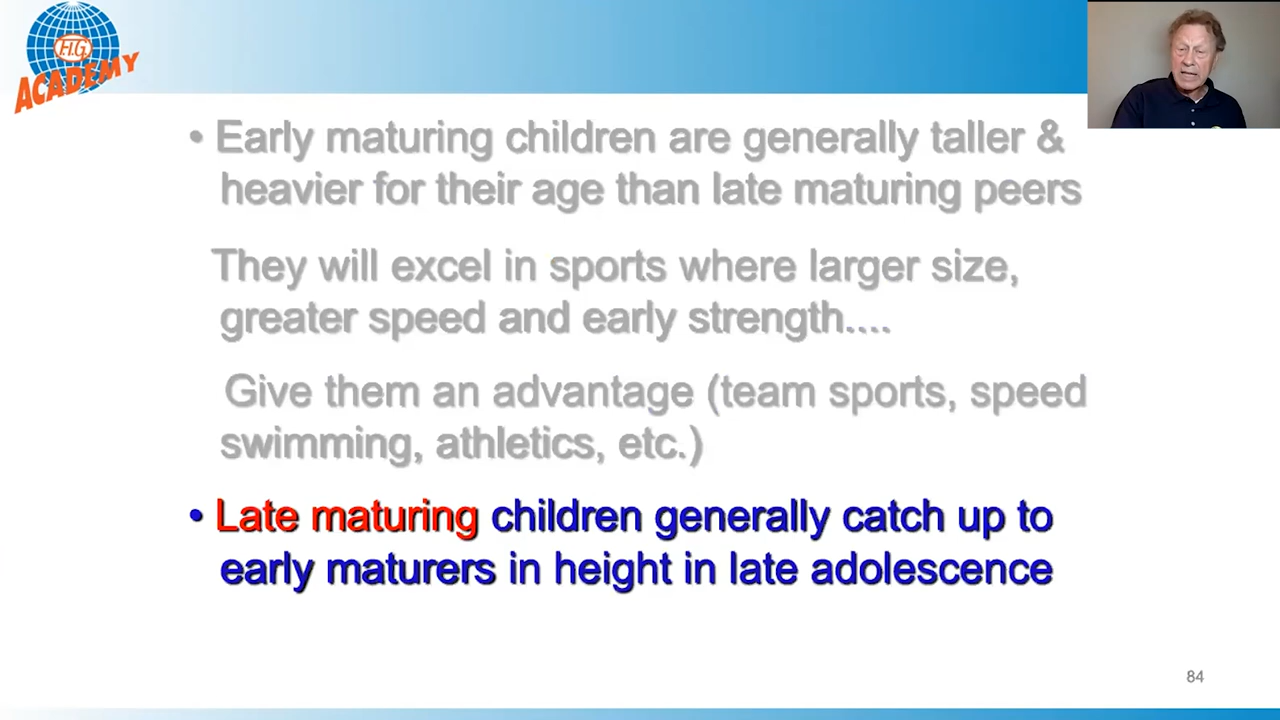 F.I.G.
ACADEMY
• Early maturing children are generally taller &
heavier for their age than late maturing peers
They will excel in sports where larger size,
greater speed and early strength....
Give them an advantage (team sports, speed
swimming, athletics, etc.)
• Late maturing children generally catch up to
early maturers in height in late adolescence
84